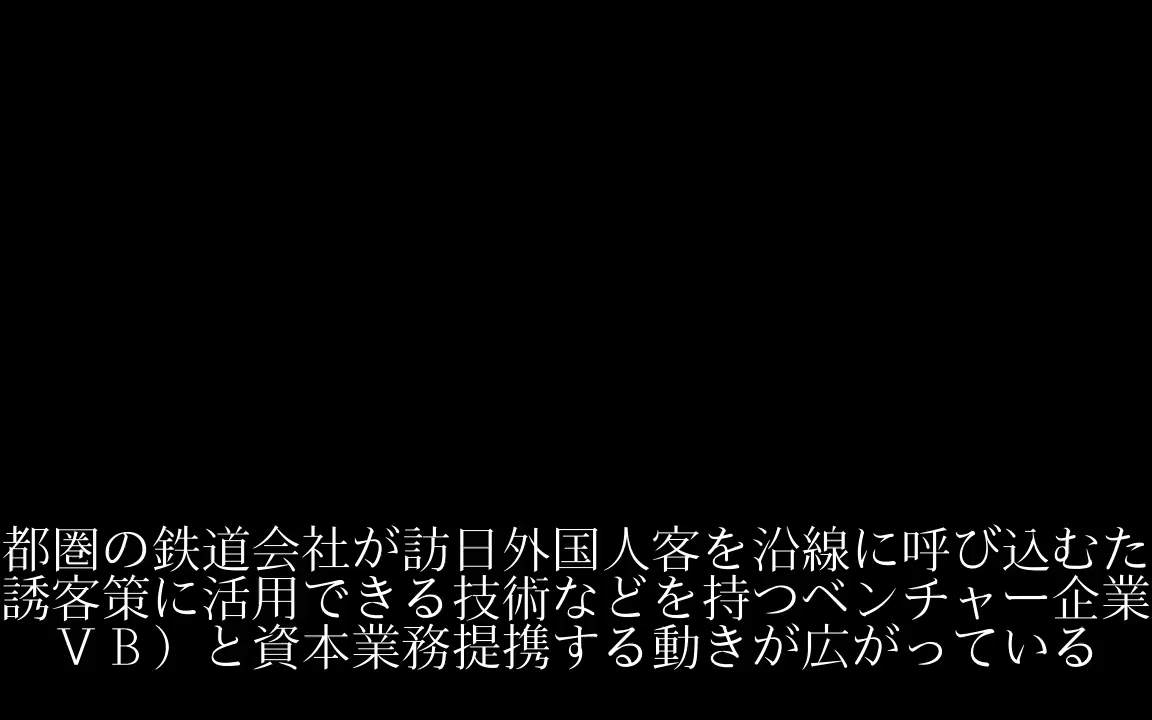 都圏の鉄道会社が訪日外国人客を沿線に呼び込むた
誘客策に活用できる技術などを持つベンチャー企業
ＶＢ）と資本業務提携する動きが広がっている